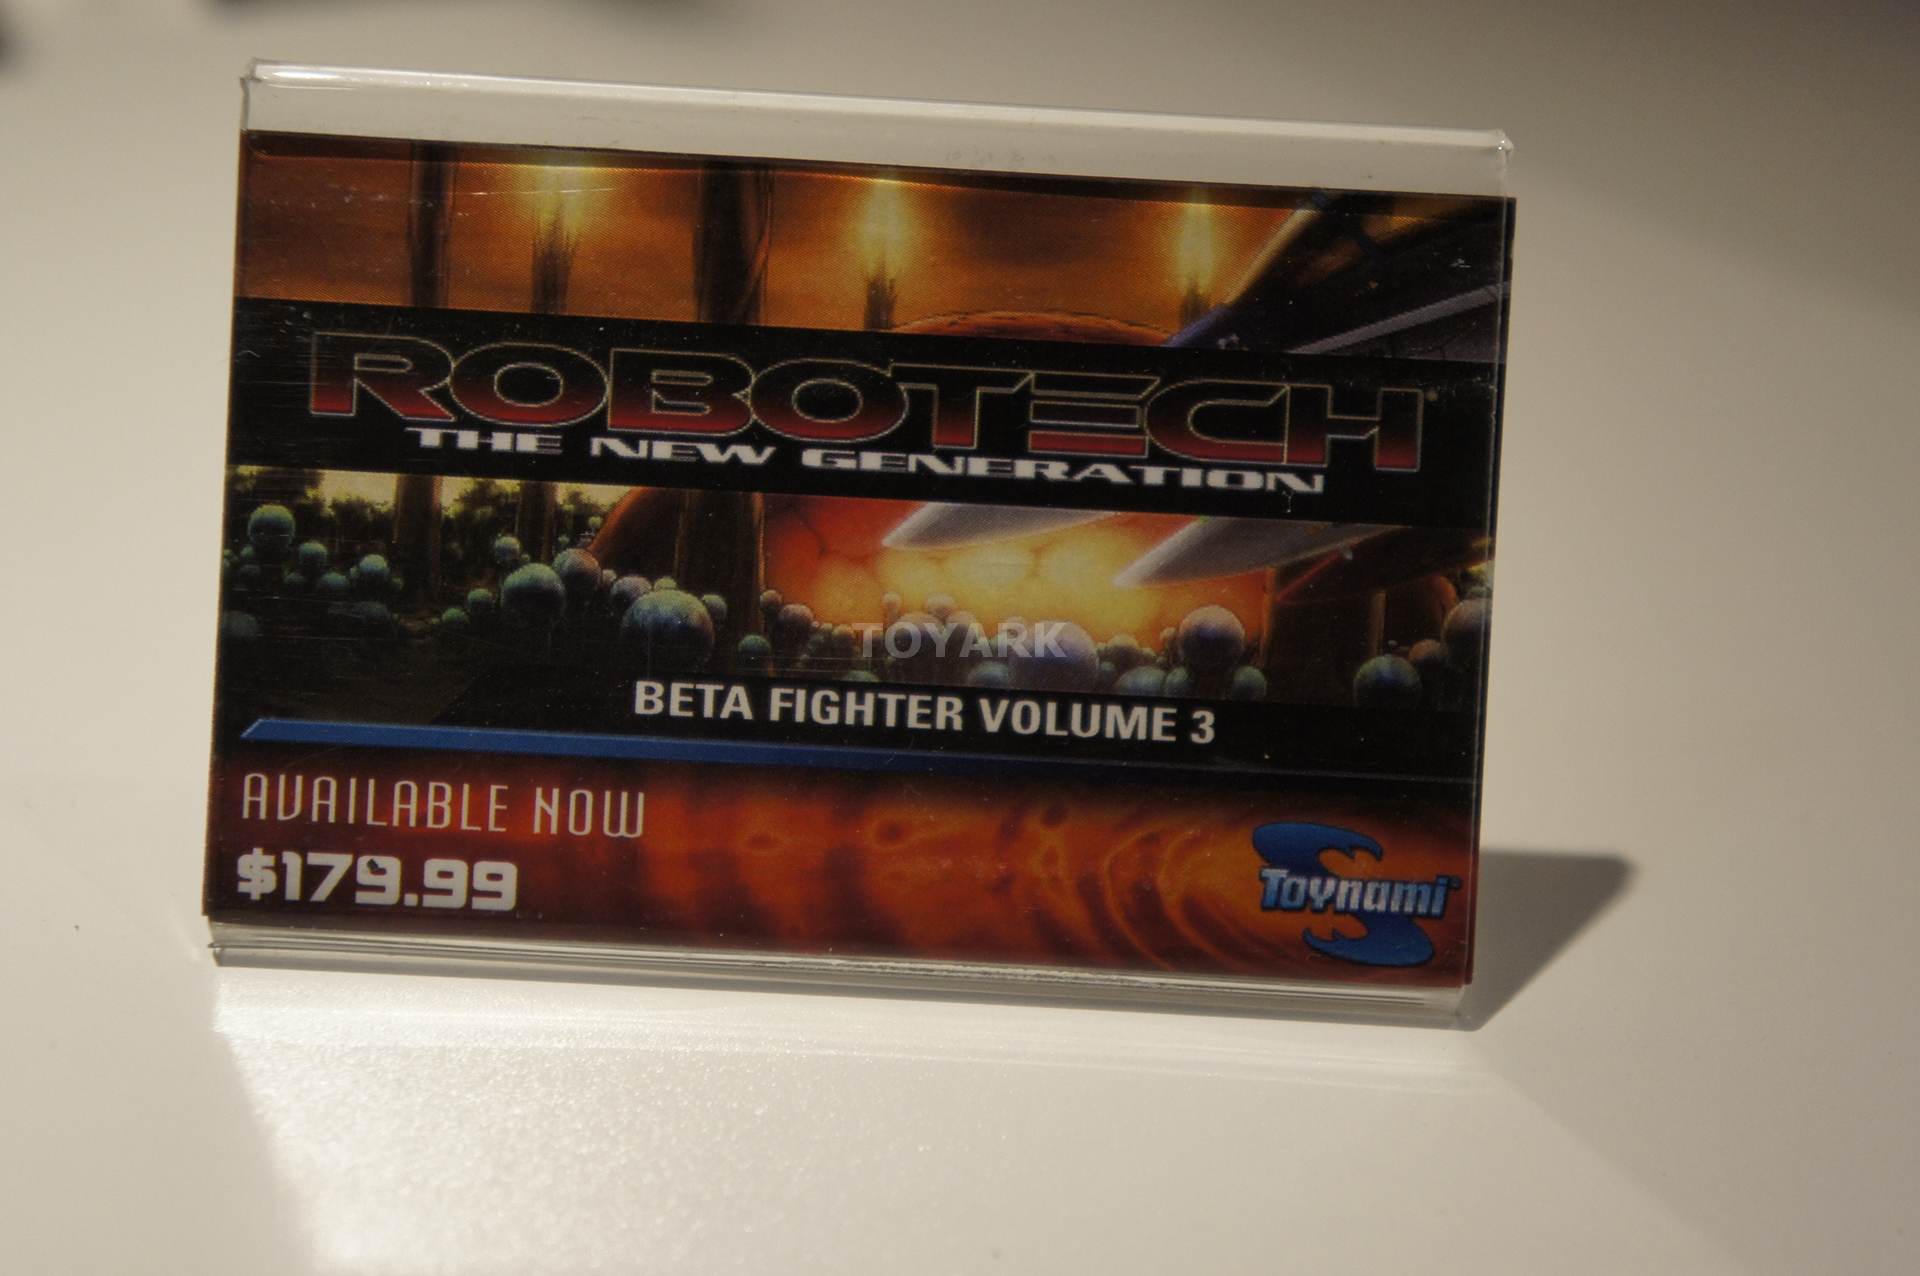 ROBOTECH
THE NEW GENERATION
TOYARK
BETA FIGHTER VOLUME 3
AVAILABLE NOW
$179.99
Toynami